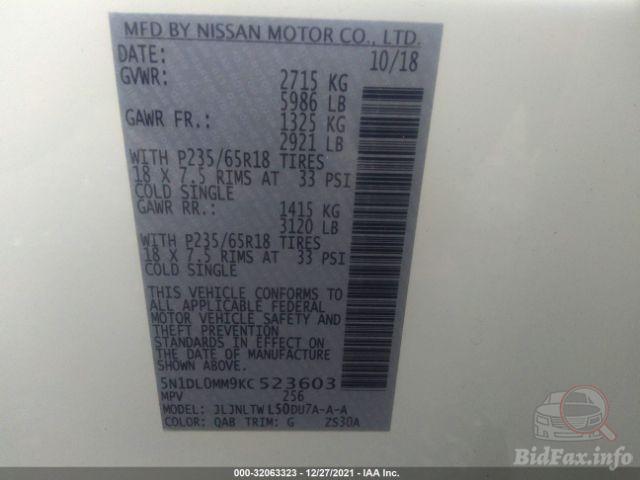 MFD BY NISSAN MOTOR CO., LTD.
DATE: 10/18
GVWR: 2715 KG
5986 LB
GAWR FR.: 1325 KG
2921 LB
WITH P235/65R18 TIRES
18 X 7.5 RIMS AT 33 PSI
COLD SINGLE
GAWR RR.: 1415 KG
3120 LB
WITH P235/65R18 TIRES
18 X 7.5 RIMS AT 33 PSI
COLD SINGLE
THIS VEHICLE CONFORMS TO
ALL APPLICABLE FEDERAL
MOTOR VEHICLE SAFETY AND
THEFT PREVENTION
STANDARDS IN EFFECT ON
THE DATE OF MANUFACTURE
SHOWN ABOVE.
5N1DL0MM9KC523603
MPV 256
MODEL: JLJNLTW L50DU7A-A-A
COLOR: QAB TRIM: G ZS30A
000-32063323 - 12/27/2021 - IAA Inc.
BidFax.info